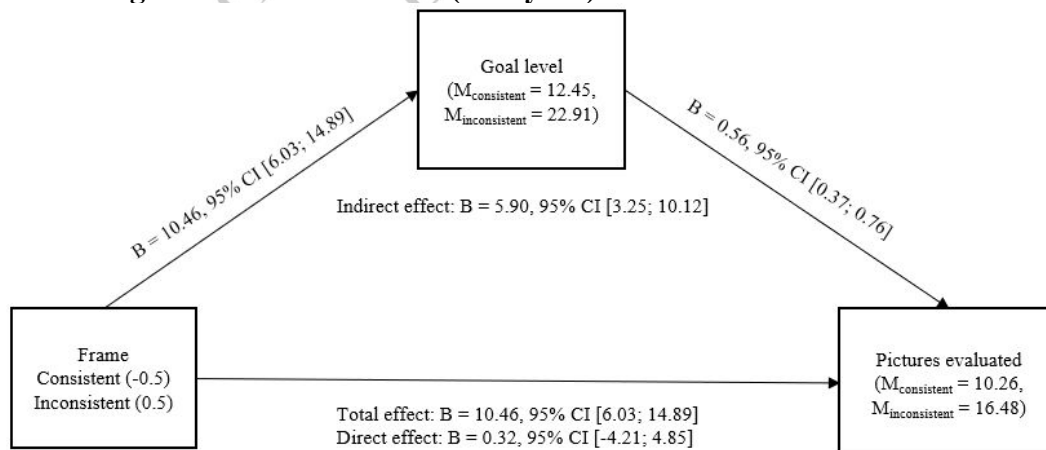 Goal level
(Mconsistent = 12.45,
Minconsistent = 22.91)
B = 10.46, 95% CI [6.03; 14.89]
B = 0.56, 95% CI [0.37; 0.76]
Indirect effect: B = 5.90, 95% CI [3.25; 10.12]
Frame
Consistent (-0.5)
Inconsistent (0.5)
Pictures evaluated
(Mconsistent = 10.26,
Minconsistent = 16.48)
Total effect: B = 10.46, 95% CI [6.03; 14.89]
Direct effect: B = 0.32, 95% CI [-4.21; 4.85]